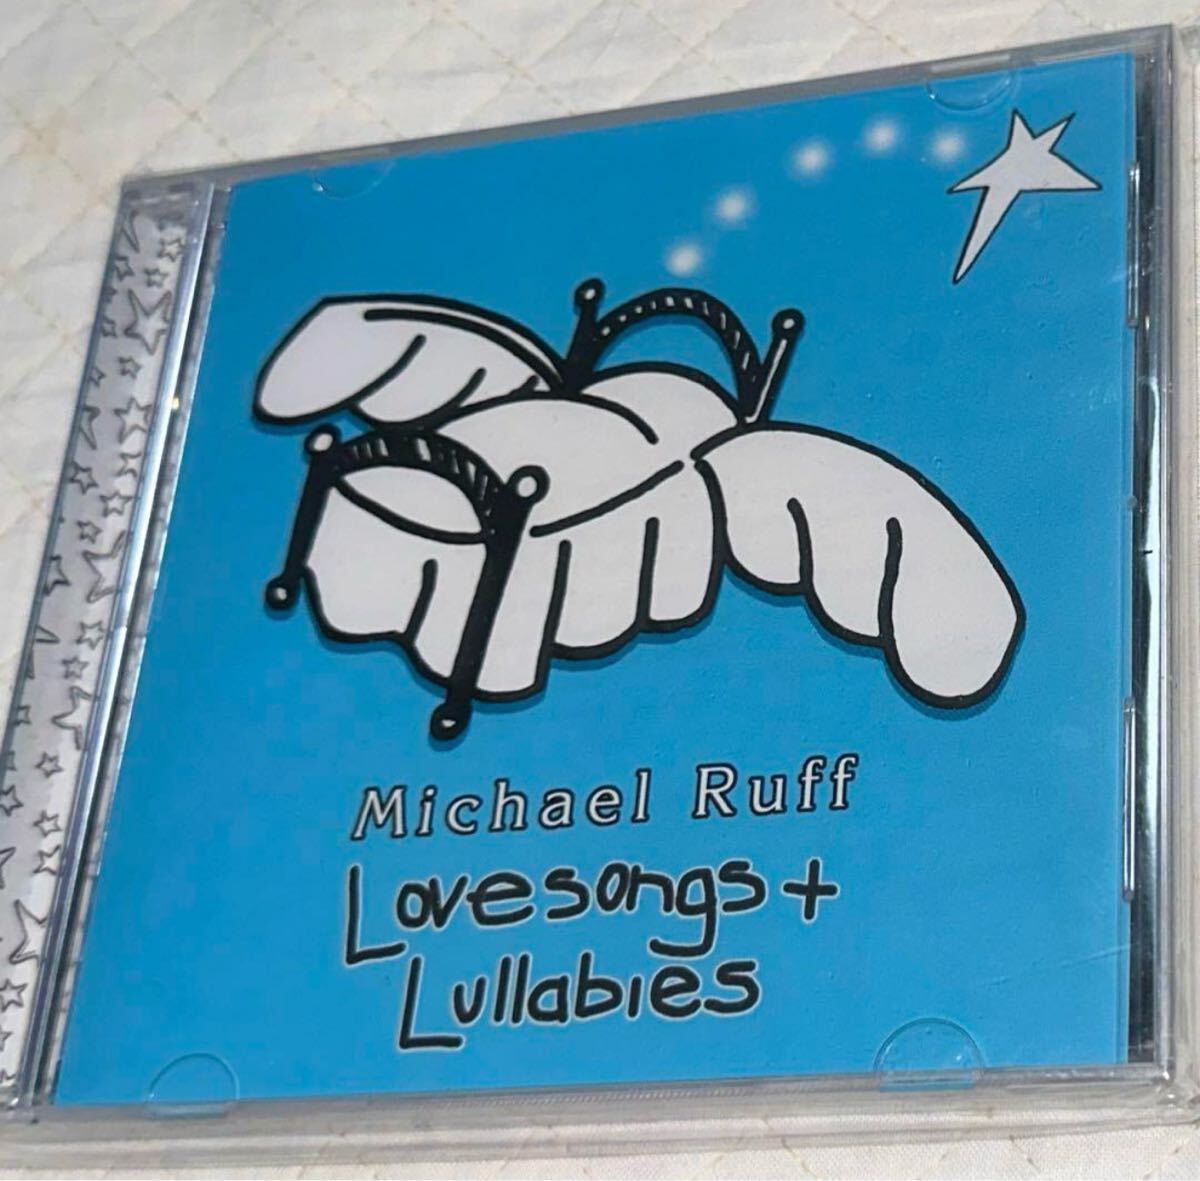 Michael Ruff
Lovesongs +
Lullabies